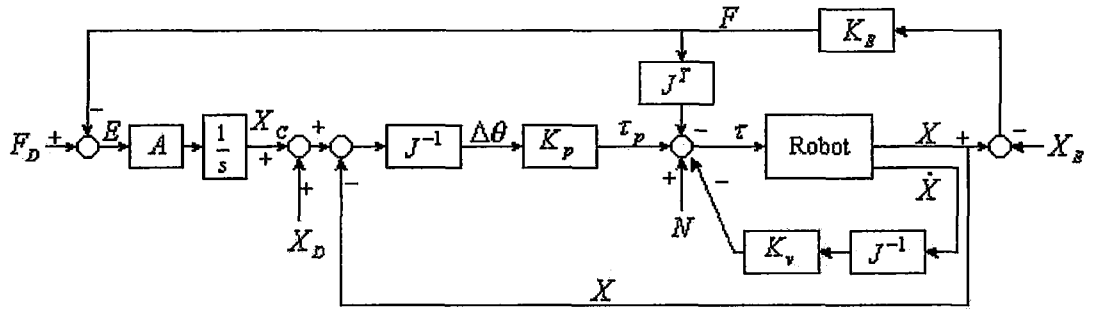 F
K_E
J^T
F_D + − E A 1/s X_c + + X_D + − J^{-1} Δθ K_p τ_p − + − N τ Robot X Ẋ + − X_E
K_v J^{-1}
X